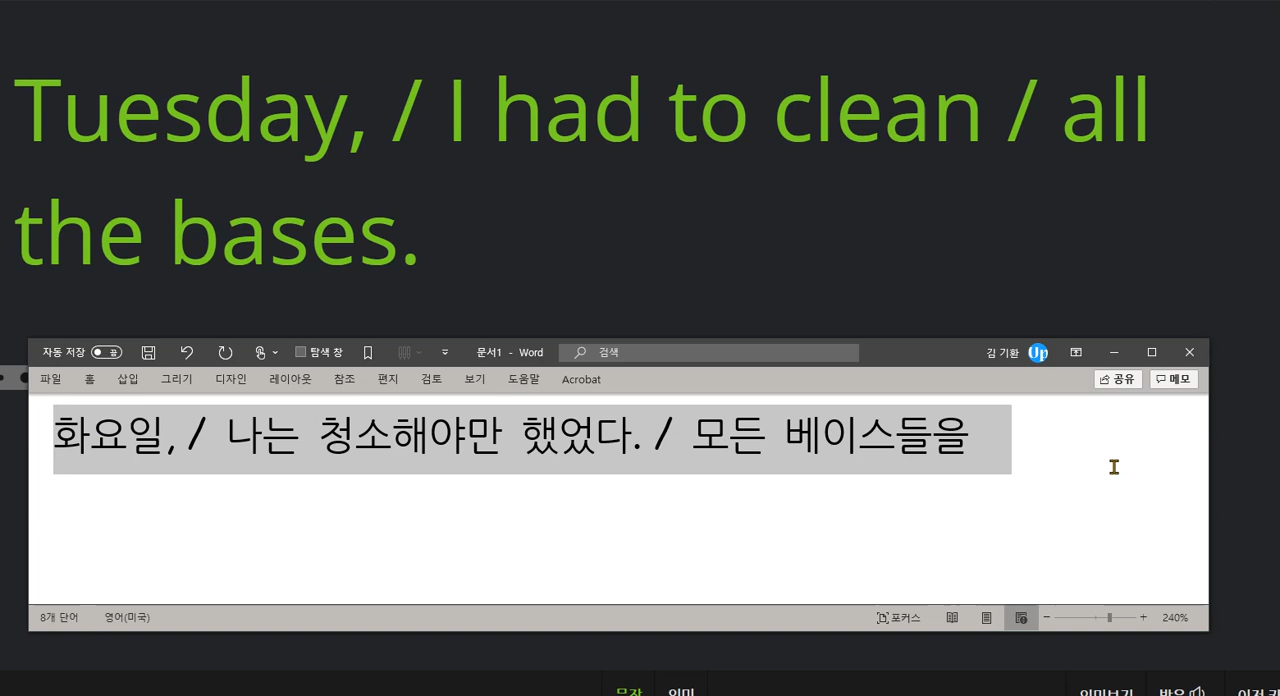 Tuesday, / I had to clean / all
the bases.
자동 저장 끔 탐색 창 문서1 - Word 검색 김 기환 Up
파일 홈 삽입 그리기 디자인 레이아웃 참조 편지 검토 보기 도움말 Acrobat 공유 메모
화요일, / 나는 청소해야만 했었다. / 모든 베이스들을
8개 단어 영어(미국) 포커스 240%